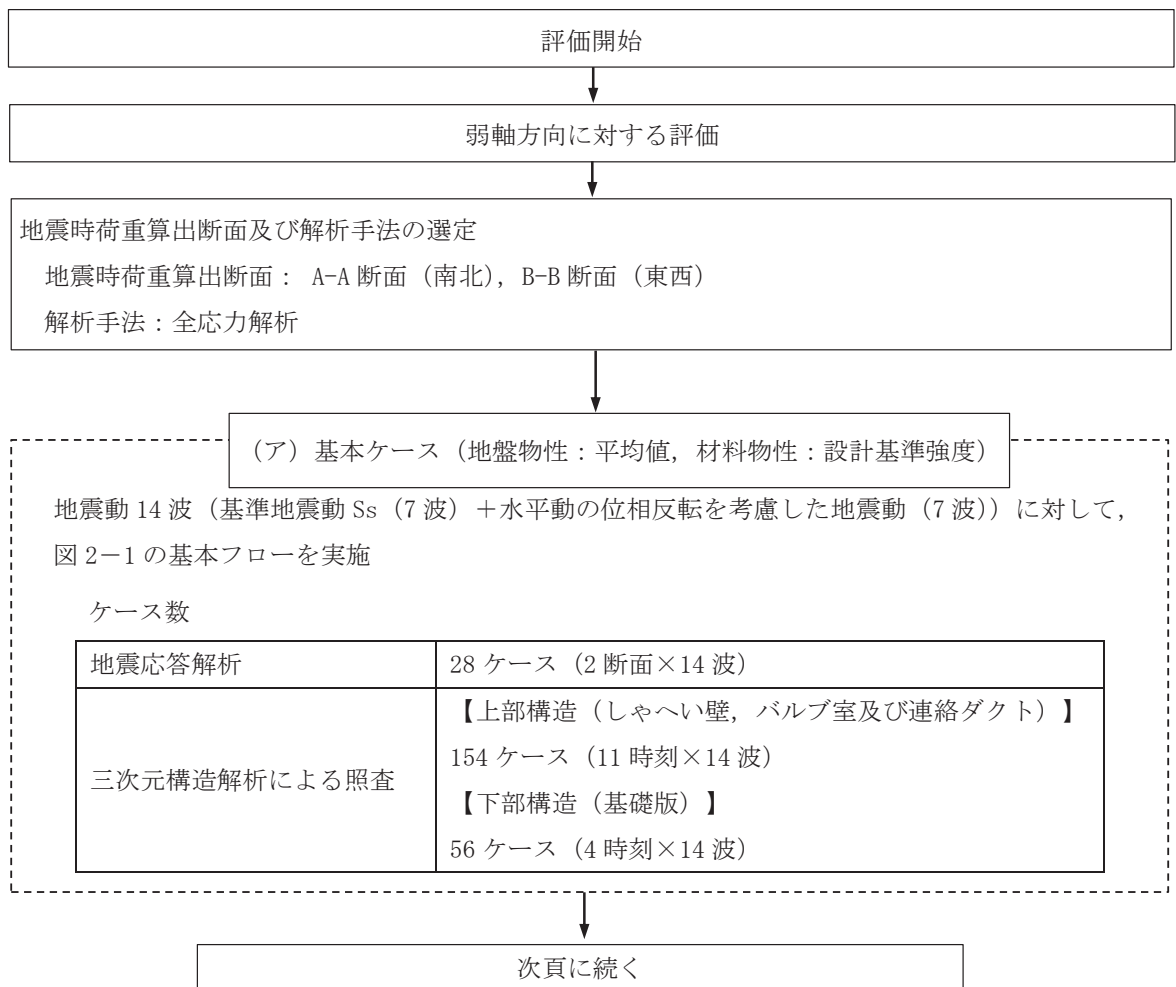 評価開始
弱軸方向に対する評価
地震時荷重算出断面及び解析手法の選定
地震時荷重算出断面： A-A 断面（南北），B-B 断面（東西）
解析手法：全応力解析
（ア）基本ケース（地盤物性：平均値，材料物性：設計基準強度）
地震動 14 波（基準地震動 Ss（7 波）＋水平動の位相反転を考慮した地震動（7 波））に対して，
図 2－1 の基本フローを実施
ケース数
地震応答解析
28 ケース（2 断面×14 波）
三次元構造解析による照査
【上部構造（しゃへい壁，バルブ室及び連絡ダクト）】
154 ケース（11 時刻×14 波）
【下部構造（基礎版）】
56 ケース（4 時刻×14 波）
次頁に続く